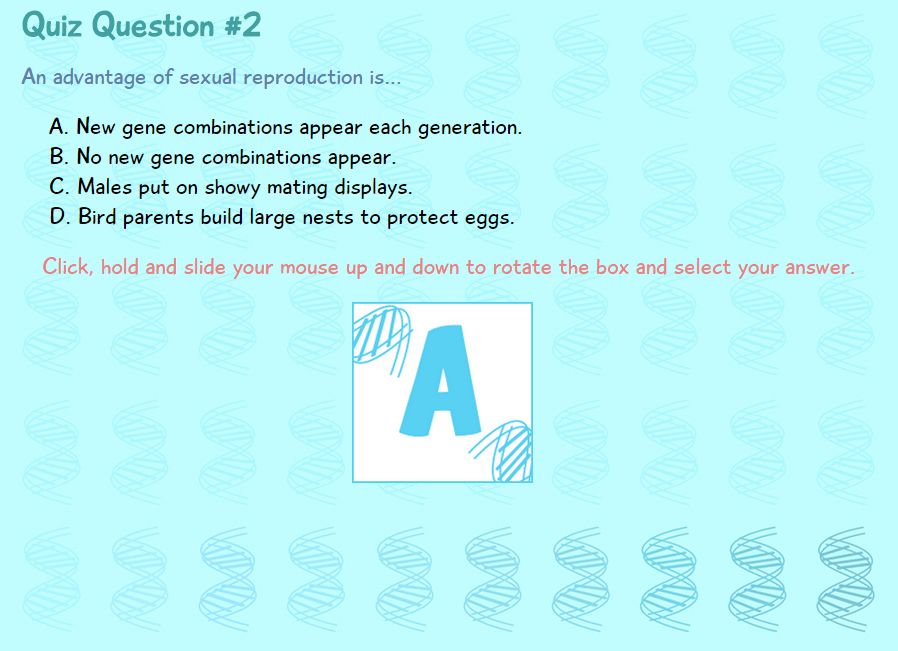 Quiz Question #2
An advantage of sexual reproduction is...
A. New gene combinations appear each generation.
B. No new gene combinations appear.
C. Males put on showy mating displays.
D. Bird parents build large nests to protect eggs.
Click, hold and slide your mouse up and down to rotate the box and select your answer.
A